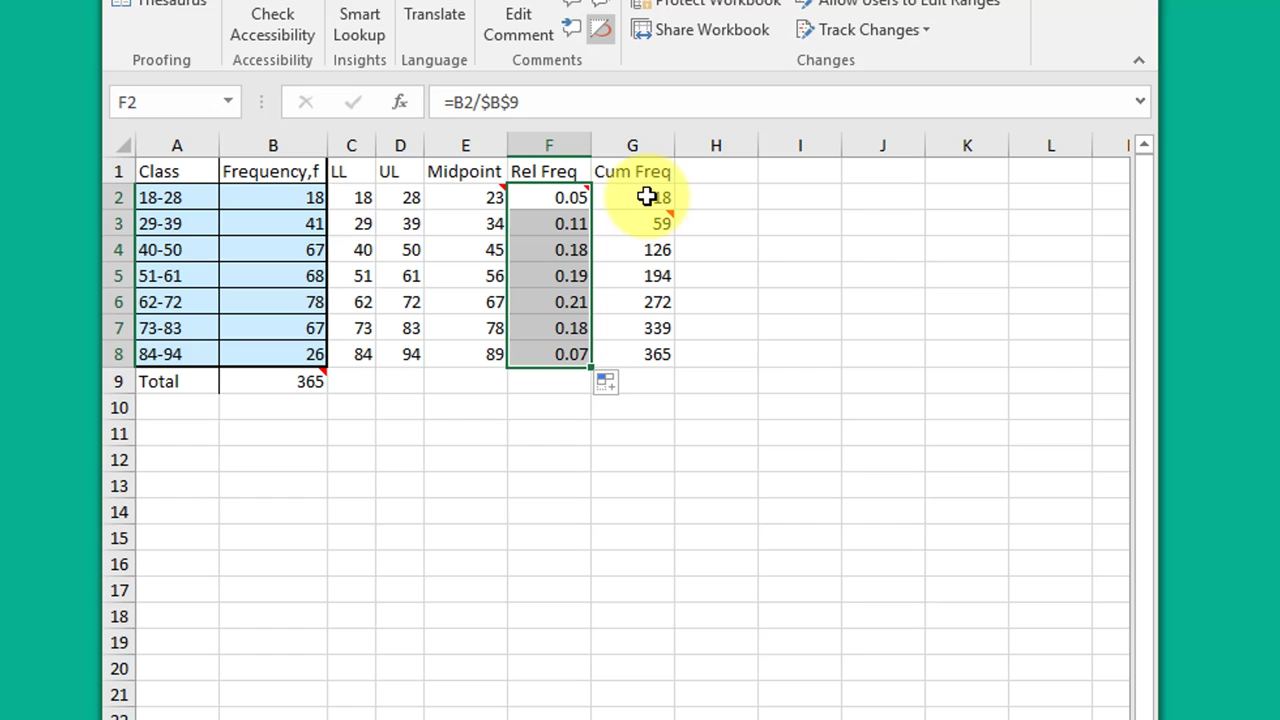 Thesaurus
Check
Accessibility
Smart
Lookup
Translate
Edit
Comment
Protect Workbook
Share Workbook
Allow Users to Edit Ranges
Track Changes
Proofing Accessibility Insights Language Comments Changes
F2 fx =B2/$B$9
A B C D E F G H I J K L
1 Class Frequency,f LL UL Midpoint Rel Freq Cum Freq
2 18-28 18 18 28 23 0.05 18
3 29-39 41 29 39 34 0.11 59
4 40-50 67 40 50 45 0.18 126
5 51-61 68 51 61 56 0.19 194
6 62-72 78 62 72 67 0.21 272
7 73-83 67 73 83 78 0.18 339
8 84-94 26 84 94 89 0.07 365
9 Total 365
10
11
12
13
14
15
16
17
18
19
20
21